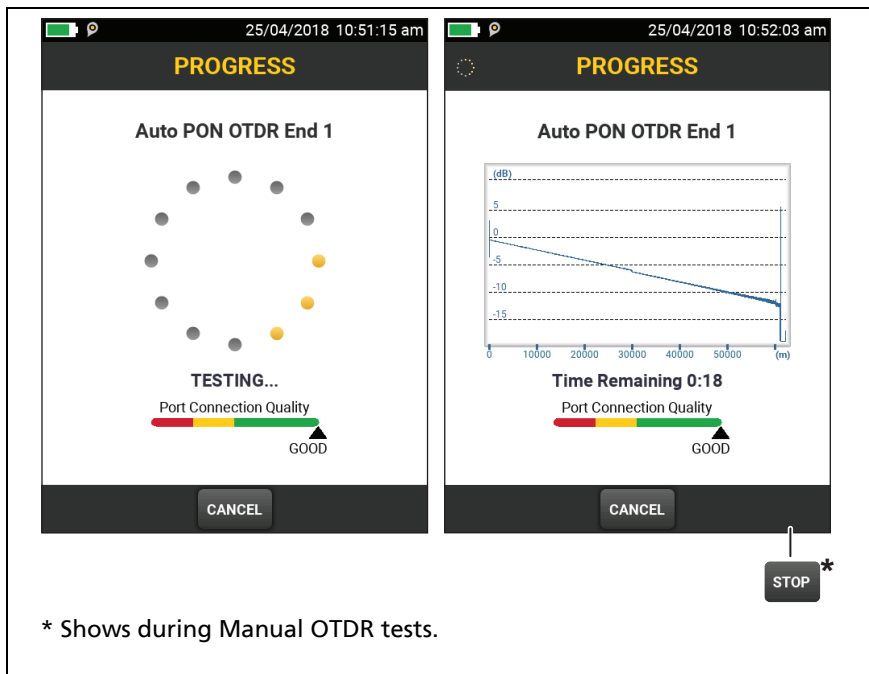 25/04/2018 10:51:15 am
PROGRESS
Auto PON OTDR End 1
TESTING...
Port Connection Quality
GOOD
CANCEL
25/04/2018 10:52:03 am
PROGRESS
Auto PON OTDR End 1
(dB)
5
0
-5
-10
-15
0 10000 20000 30000 40000 50000 (m)
Time Remaining 0:18
Port Connection Quality
GOOD
CANCEL
STOP *
* Shows during Manual OTDR tests.